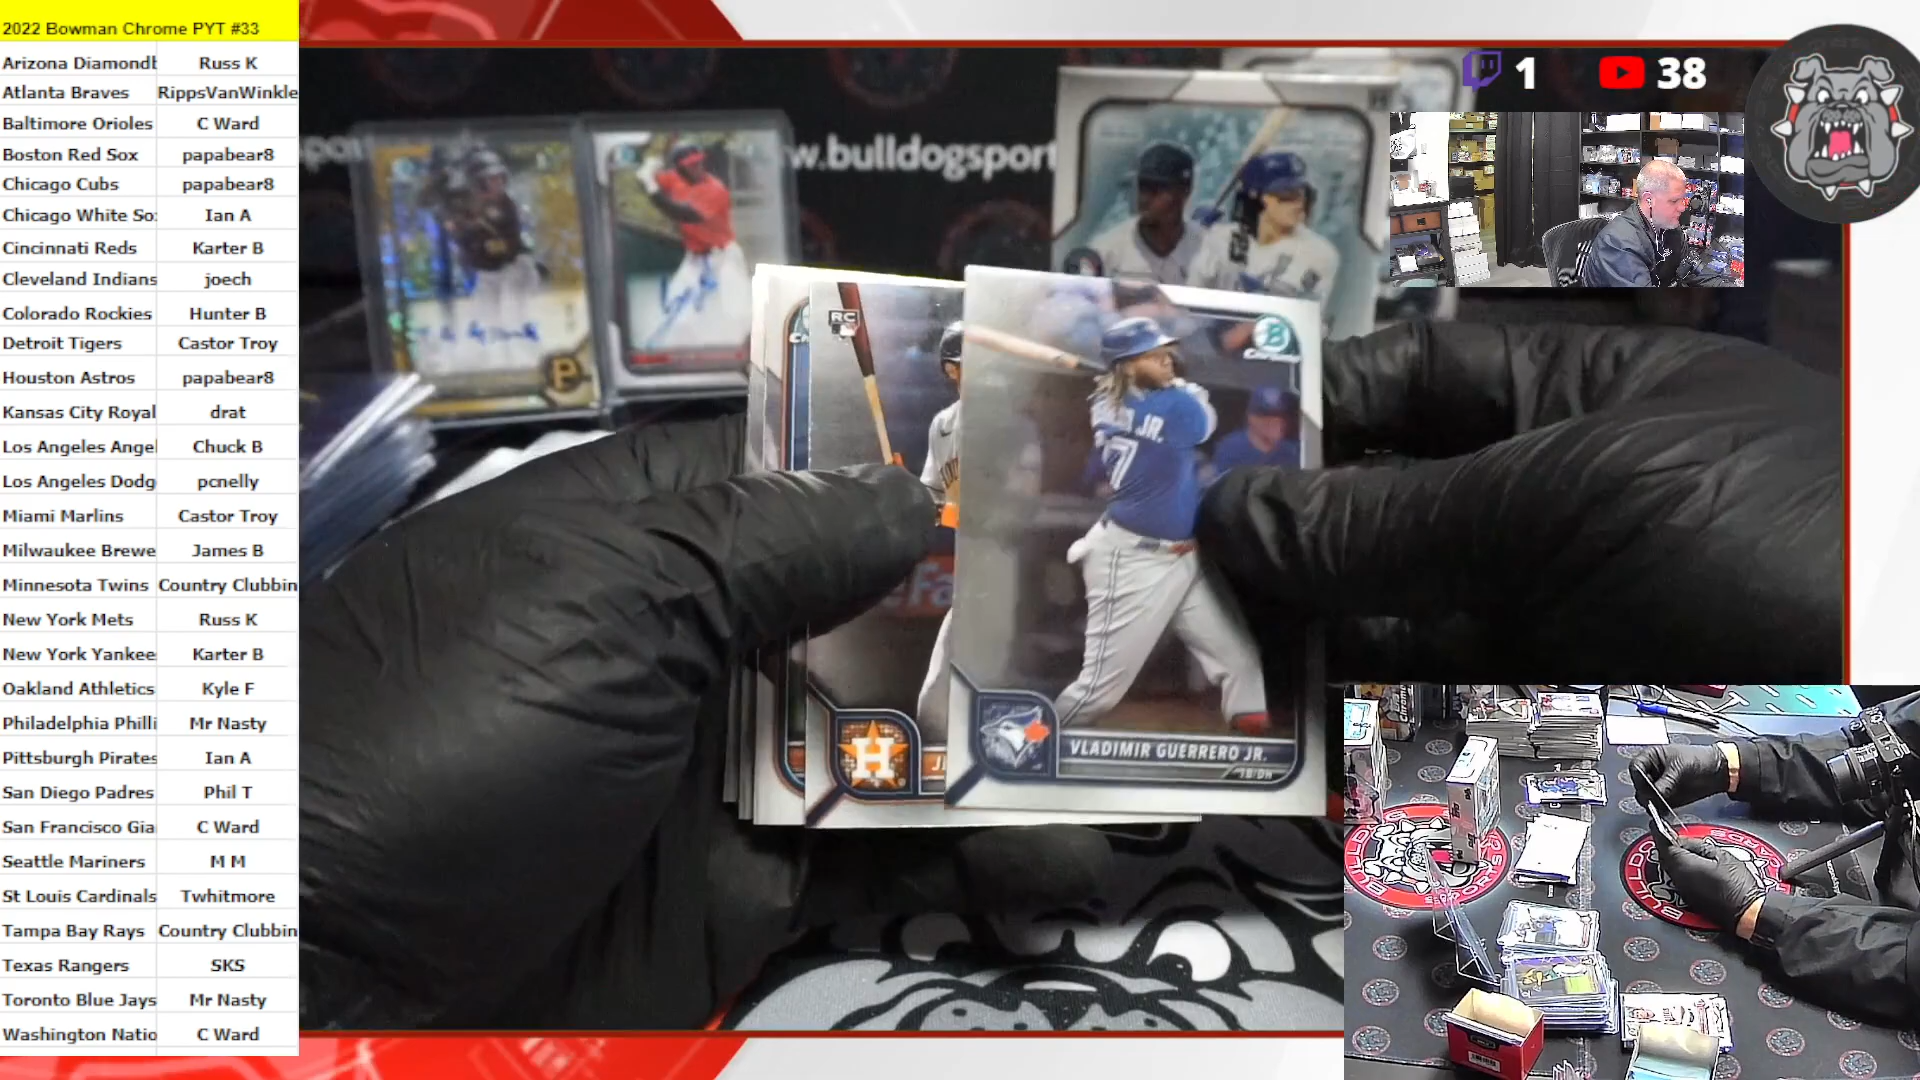 2022 Bowman Chrome PYT #33
Arizona Diamondb Russ K
Atlanta Braves RippsVanWinkle
Baltimore Orioles C Ward
Boston Red Sox papabear8
Chicago Cubs papabear8
Chicago White So Ian A
Cincinnati Reds Karter B
Cleveland Indians joech
Colorado Rockies Hunter B
Detroit Tigers Castor Troy
Houston Astros papabear8
Kansas City Royal drat
Los Angeles Angel Chuck B
Los Angeles Dodg pcnelly
Miami Marlins Castor Troy
Milwaukee Brewe James B
Minnesota Twins Country Clubbin
New York Mets Russ K
New York Yankee Karter B
Oakland Athletics Kyle F
Philadelphia Philli Mr Nasty
Pittsburgh Pirates Ian A
San Diego Padres Phil T
San Francisco Gia C Ward
Seattle Mariners M M
St Louis Cardinals Twhitmore
Tampa Bay Rays Country Clubbin
Texas Rangers SKS
Toronto Blue Jays Mr Nasty
Washington Natio C Ward
1 38
w.bulldogsport
RC
Chrome
JR.
7
H
P
VLADIMIR GUERRERO JR.
1B/DH